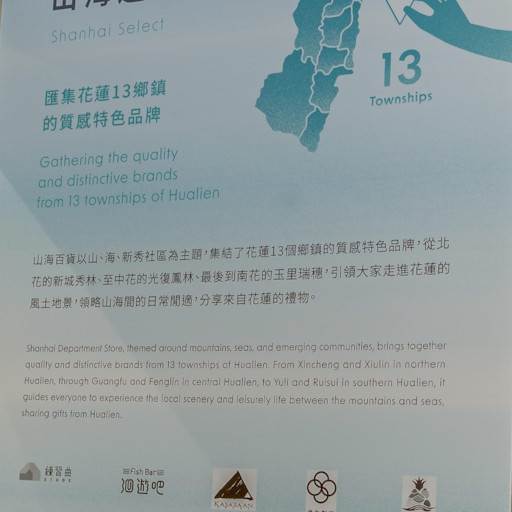 山海選
Shanhai Select
13
Townships
匯集花蓮13鄉鎮
的質感特色品牌
Gathering the quality
and distinctive brands
from 13 townships of Hualien
山海百貨以山、海、新秀社區為主題,集結了花蓮13個鄉鎮的質感特色品牌,從北
花的新城秀林、至中花的光復鳳林、最後到南花的玉里瑞穗,引領大家走進花蓮的
風土地景,領略山海間的日常閒適,分享來自花蓮的禮物。
Shanhai Department Store, themed around mountains, seas, and emerging communities, brings together
quality and distinctive brands from 13 townships of Hualien. From Xincheng and Xiulin in northern
Hualien, through Guangfu and Fenglin in central Hualien, to Yuli and Ruisui in southern Hualien, it
guides everyone to experience the local scenery and leisurely life between the mountains and seas,
sharing gifts from Hualien.
練習曲
ETUDE
Fish Bar
洄遊吧